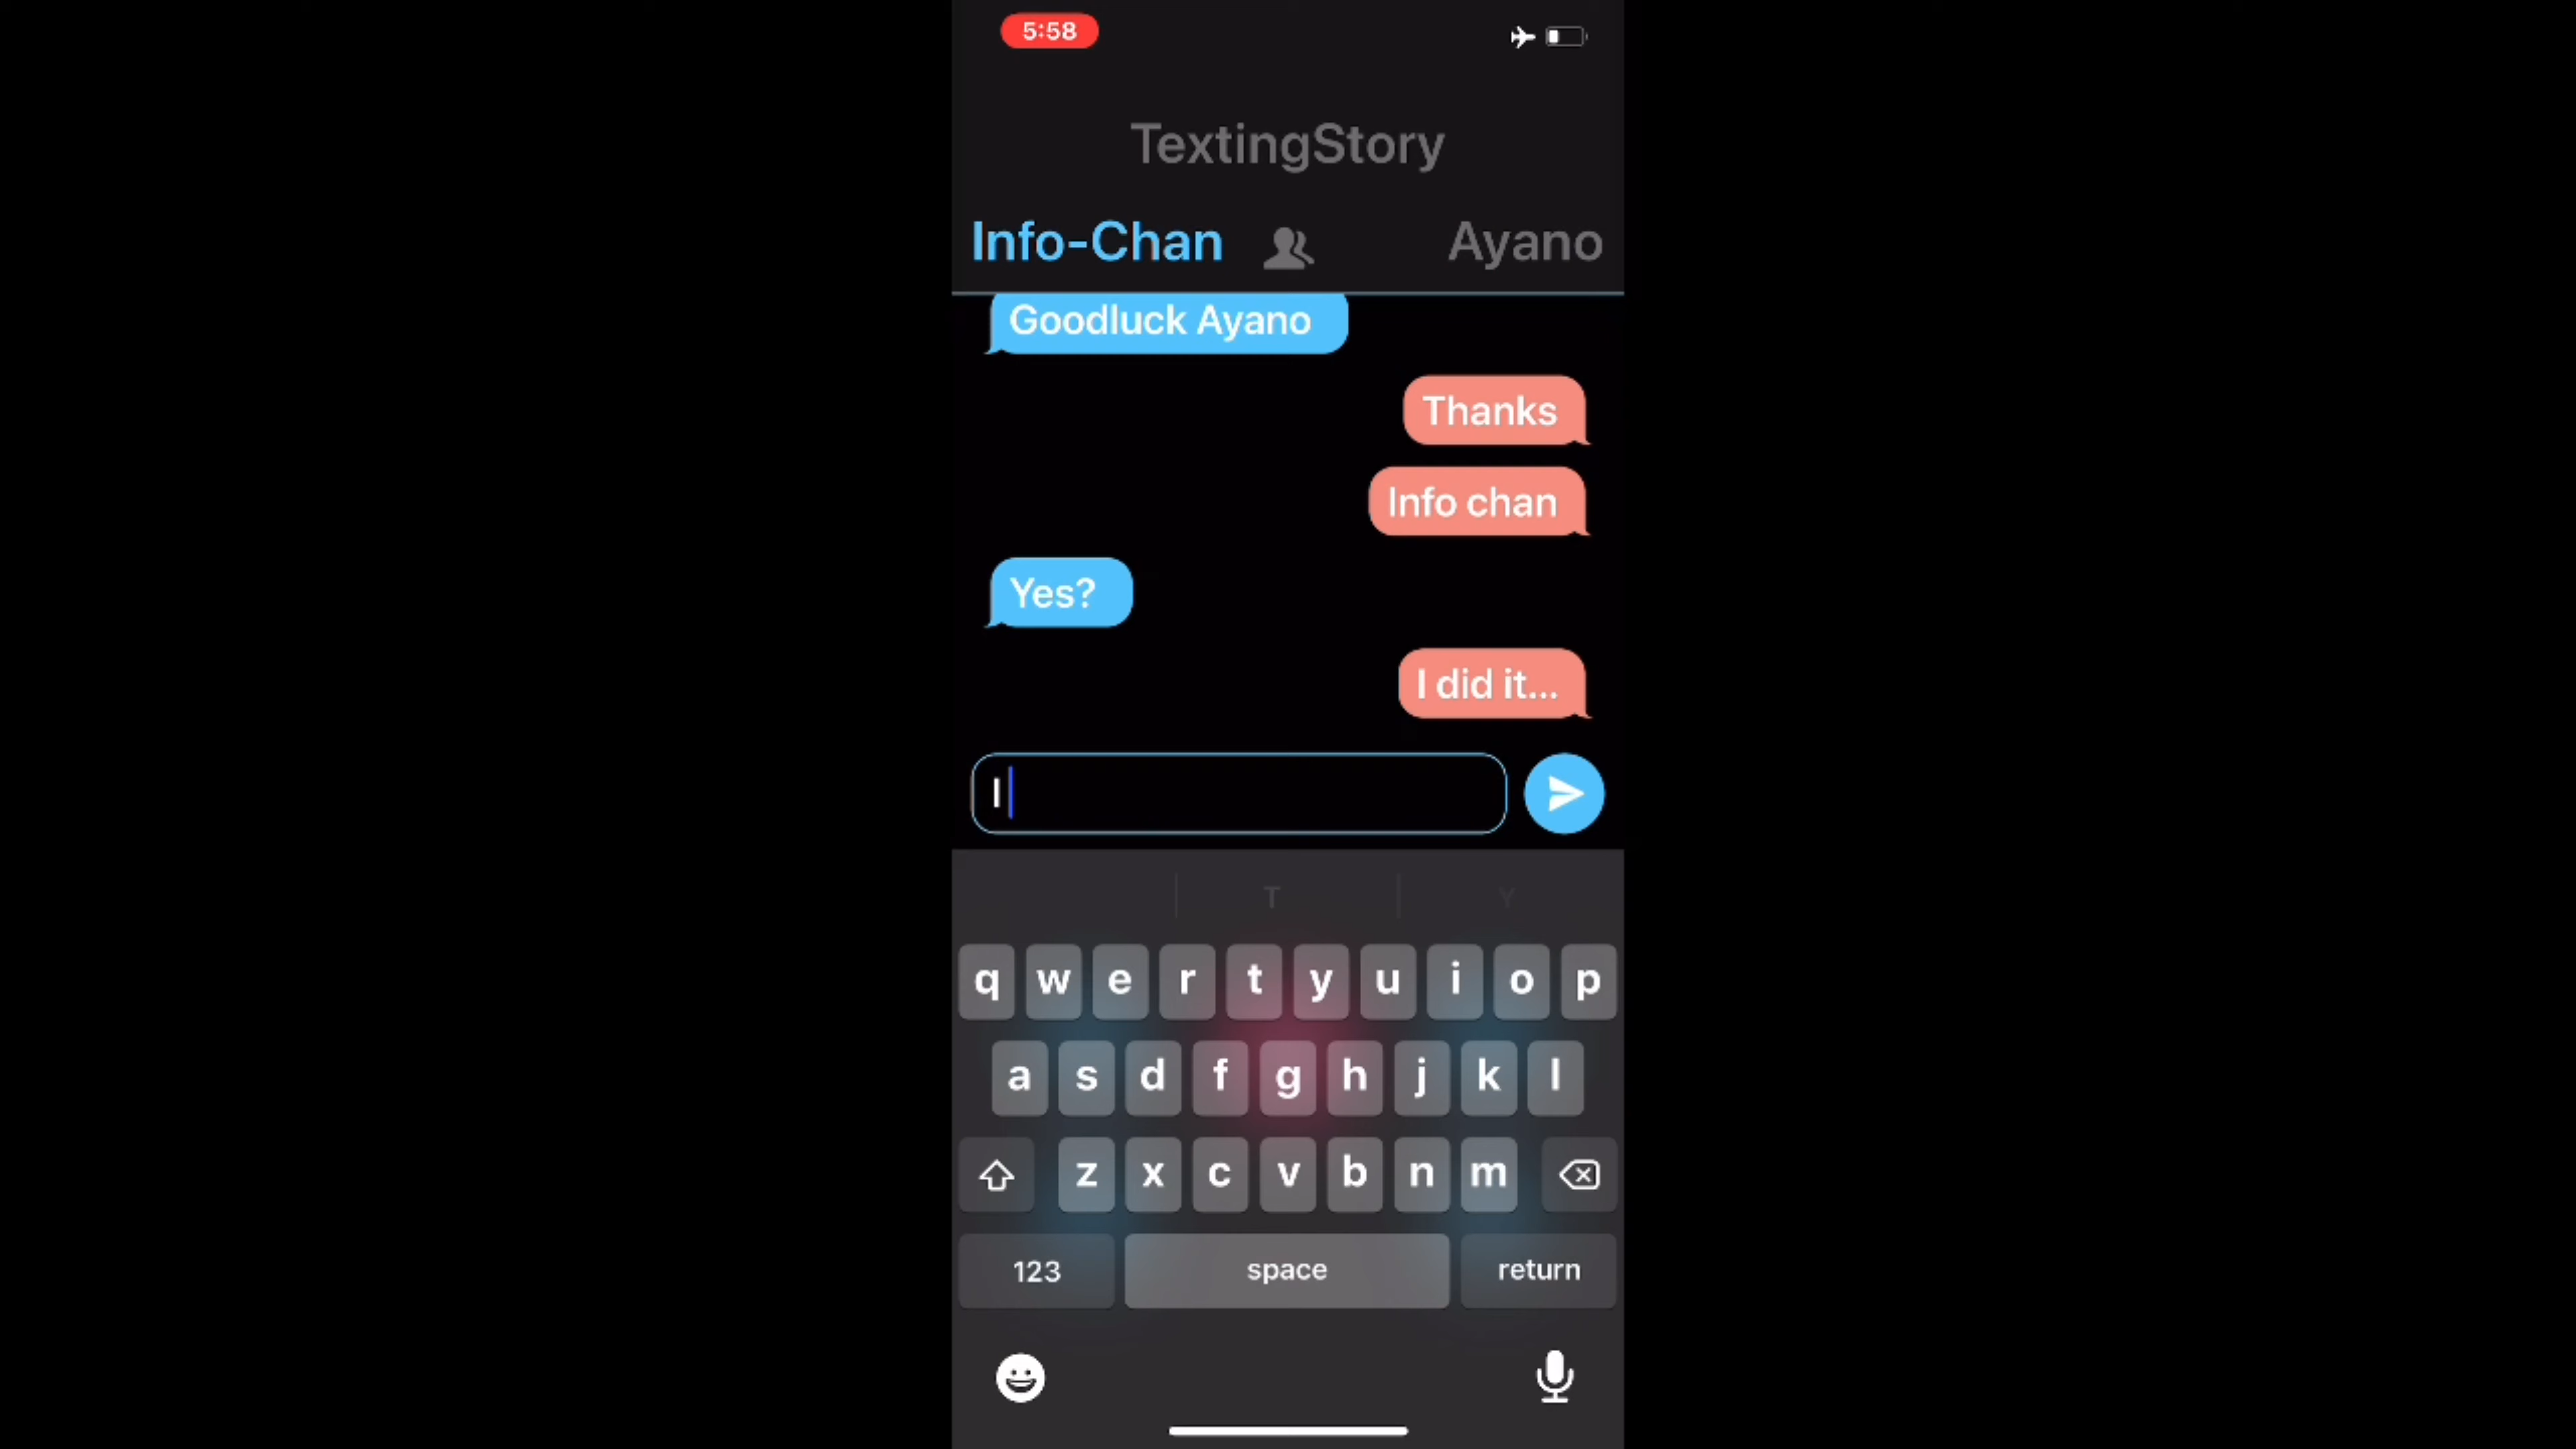 5:58
TextingStory
Info-Chan Ayano
Goodluck Ayano
Thanks
Info chan
Yes?
I did it...
I
T Y
q w e r t y u i o p
a s d f g h j k l
z x c v b n m
123 space return